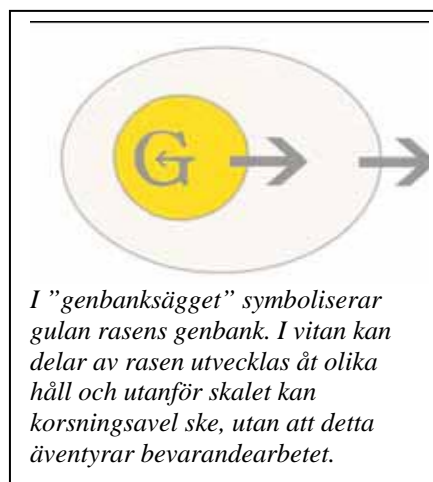 G
I ”genbanksägget” symboliserar
gulan rasens genbank. I vitan kan
delar av rasen utvecklas åt olika
håll och utanför skalet kan
korsningsavel ske, utan att detta
äventyrar bevarandearbetet.